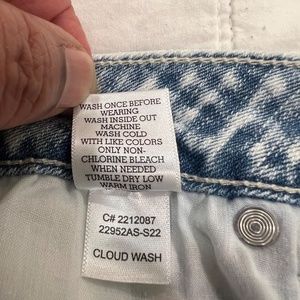 WASH ONCE BEFORE
WEARING
WASH INSIDE OUT
MACHINE
WASH COLD
WITH LIKE COLORS
ONLY NON-
CHLORINE BLEACH
WHEN NEEDED
TUMBLE DRY LOW
WARM IRON
C# 2212087
22952AS-S22
CLOUD WASH